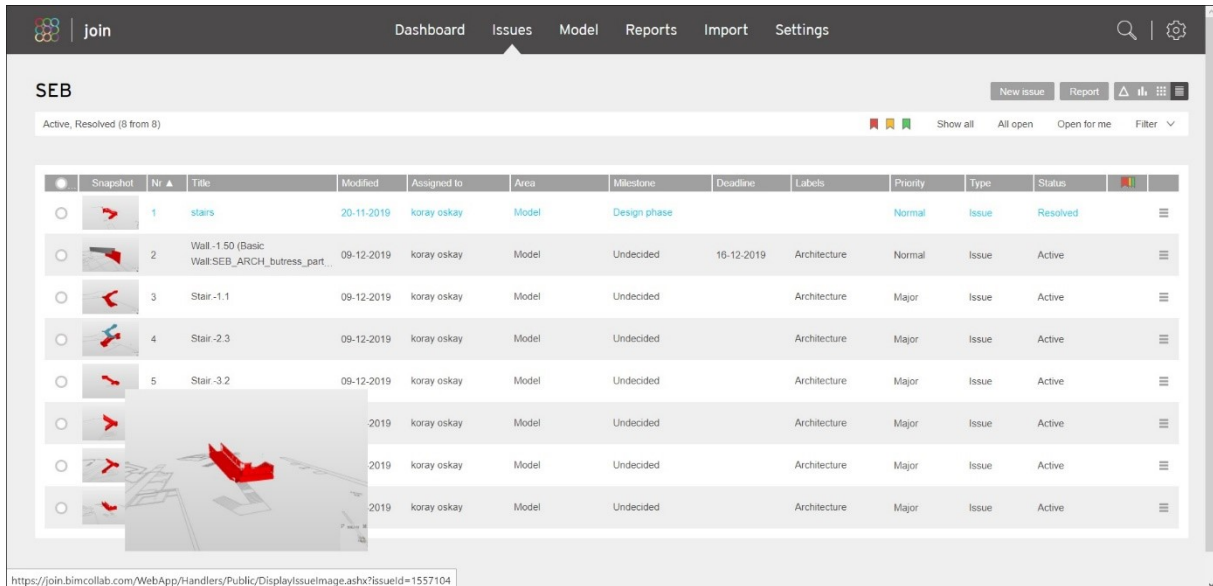 join Dashboard Issues Model Reports Import Settings
SEB
New issue Report
Active, Resolved (8 from 8) Show all All open Open for me Filter
Snapshot Nr ▲ Title Modified Assigned to Area Milestone Deadline Labels Priority Type Status
1 stairs 20-11-2019 koray oskay Model Design phase Normal Issue Resolved
Wall.-1.50 (Basic
2 Wall:SEB_ARCH_butress_part... 09-12-2019 koray oskay Model Undecided 16-12-2019 Architecture Normal Issue Active
3 Stair.-1.1 09-12-2019 koray oskay Model Undecided Architecture Major Issue Active
4 Stair.-2.3 09-12-2019 koray oskay Model Undecided Architecture Major Issue Active
5 Stair.-3.2 09-12-2019 koray oskay Model Undecided Architecture Major Issue Active
-2019 koray oskay Model Undecided Architecture Major Issue Active
-2019 koray oskay Model Undecided Architecture Major Issue Active
-2019 koray oskay Model Undecided Architecture Major Issue Active
https://join.bimcollab.com/WebApp/Handlers/Public/DisplayIssueImage.ashx?issueId=1557104